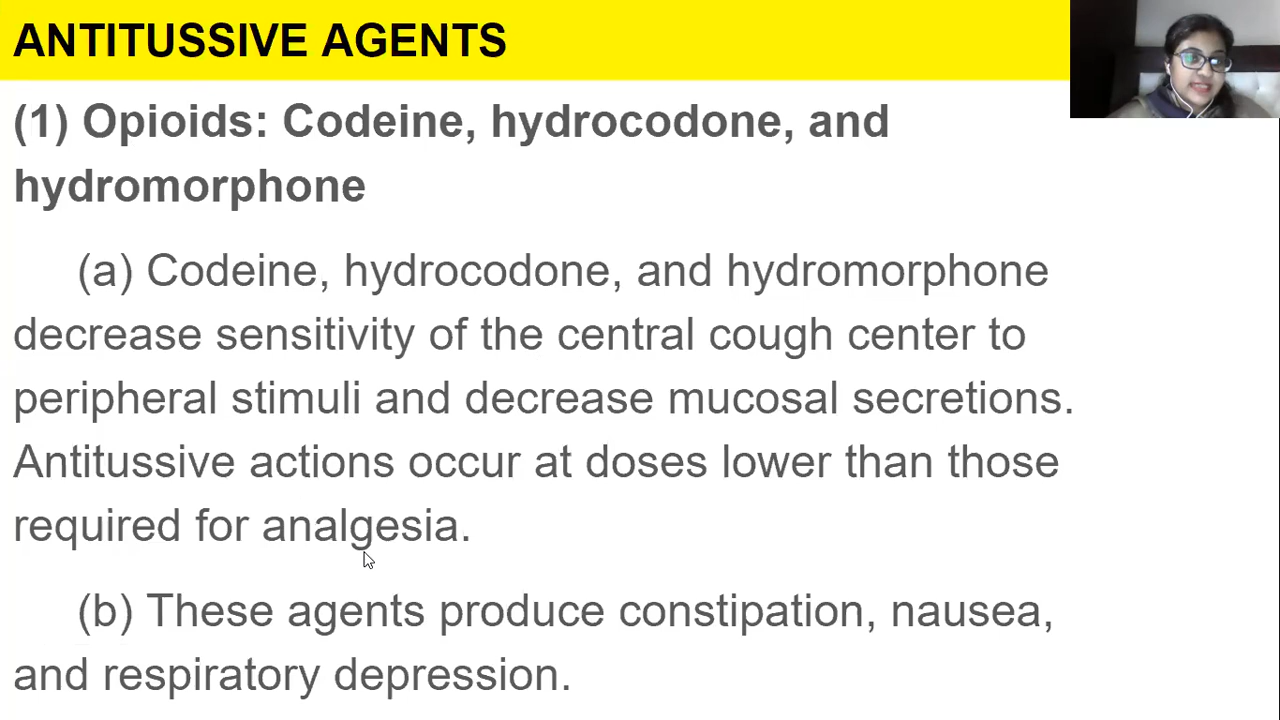 ANTITUSSIVE AGENTS
(1) Opioids: Codeine, hydrocodone, and
hydromorphone
(a) Codeine, hydrocodone, and hydromorphone
decrease sensitivity of the central cough center to
peripheral stimuli and decrease mucosal secretions.
Antitussive actions occur at doses lower than those
required for analgesia.
(b) These agents produce constipation, nausea,
and respiratory depression.